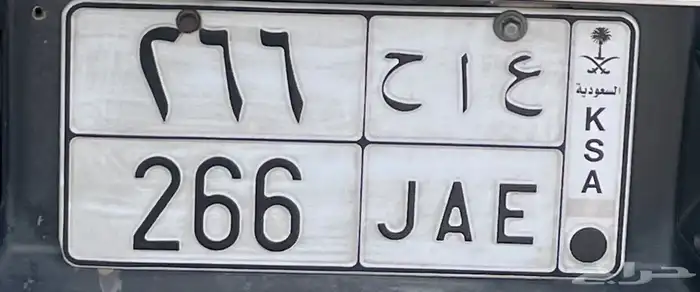 ٢٦٦ ح ا ع
266 JAE
السعودية
K
S
A
حراج